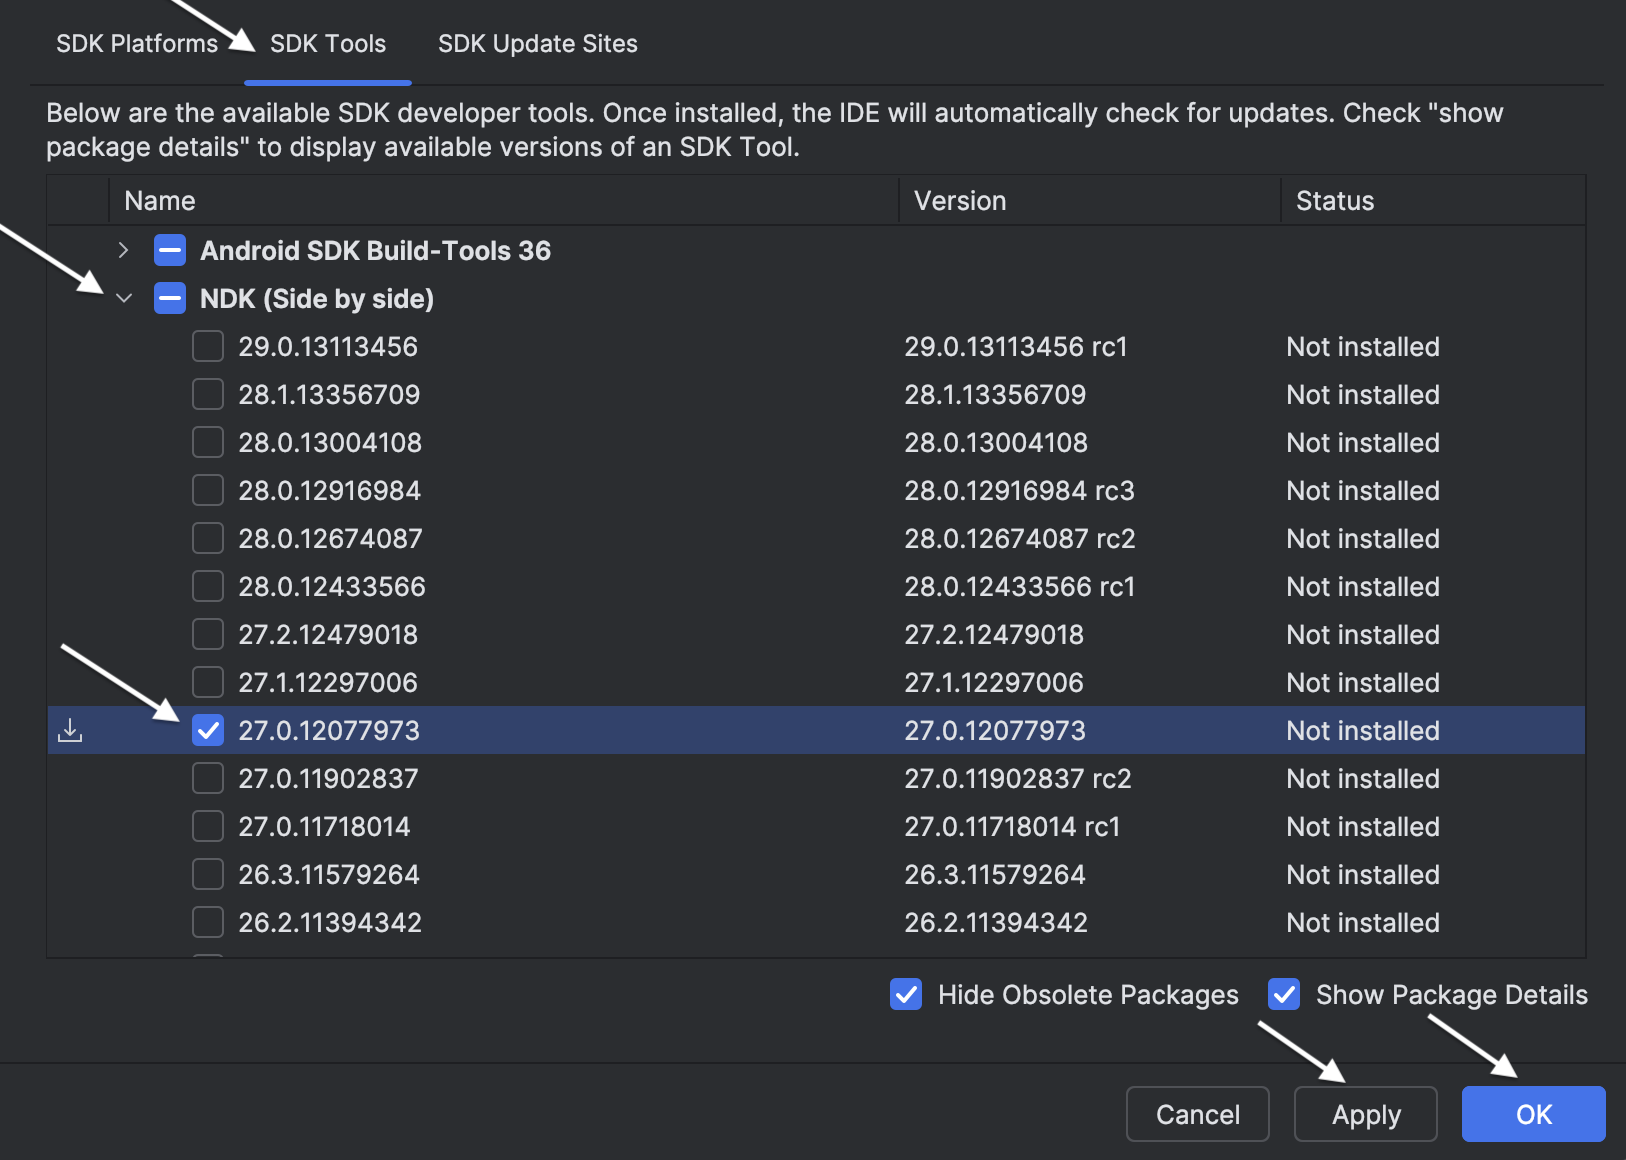 SDK Platforms SDK Tools SDK Update Sites
Below are the available SDK developer tools. Once installed, the IDE will automatically check for updates. Check "show
package details" to display available versions of an SDK Tool.
Name Version Status
Android SDK Build-Tools 36
NDK (Side by side)
29.0.13113456 29.0.13113456 rc1 Not installed
28.1.13356709 28.1.13356709 Not installed
28.0.13004108 28.0.13004108 Not installed
28.0.12916984 28.0.12916984 rc3 Not installed
28.0.12674087 28.0.12674087 rc2 Not installed
28.0.12433566 28.0.12433566 rc1 Not installed
27.2.12479018 27.2.12479018 Not installed
27.1.12297006 27.1.12297006 Not installed
27.0.12077973 27.0.12077973 Not installed
27.0.11902837 27.0.11902837 rc2 Not installed
27.0.11718014 27.0.11718014 rc1 Not installed
26.3.11579264 26.3.11579264 Not installed
26.2.11394342 26.2.11394342 Not installed
Hide Obsolete Packages Show Package Details
Cancel Apply OK